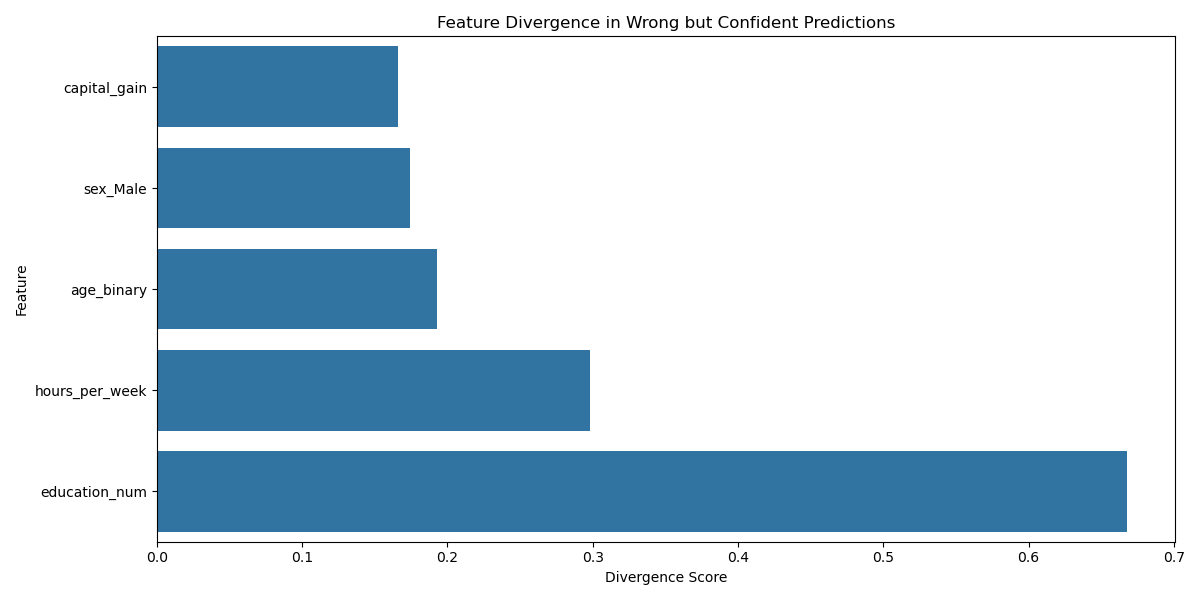 Feature Divergence in Wrong but Confident Predictions
Feature
capital_gain
sex_Male
age_binary
hours_per_week
education_num
0.0 0.1 0.2 0.3 0.4 0.5 0.6 0.7
Divergence Score